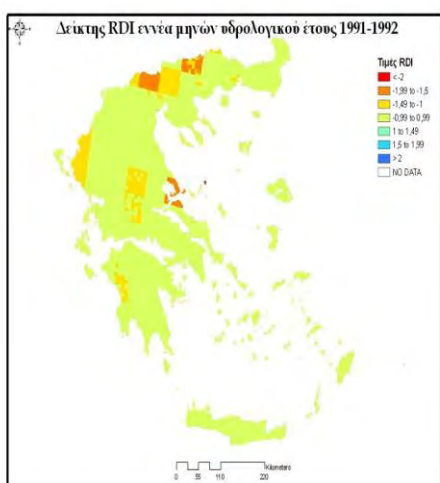 Δείκτης RDI εννέα μηνών υδρολογικού έτους 1991-1992
Τιμές RDI
< -2
-1,99 to -1,5
-1,49 to -1
-0,99 to 0,99
1 to 1,49
1,5 to 1,99
> 2
NO DATA
Kilometers
0 55 110 220